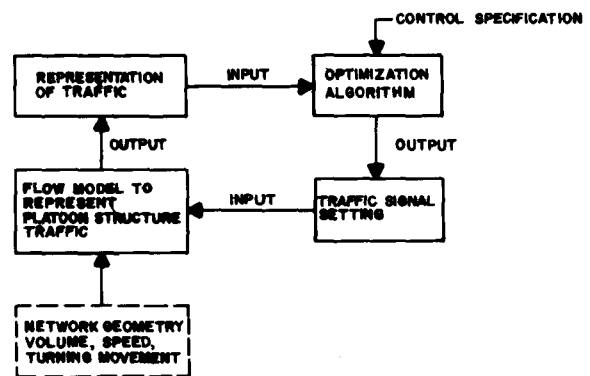 CONTROL SPECIFICATION
REPRESENTATION
OF TRAFFIC
INPUT
OPTIMIZATION
ALGORITHM
OUTPUT
OUTPUT
FLOW MODEL TO
REPRESENT
PLATOON STRUCTURE
TRAFFIC
INPUT
TRAFFIC SIGNAL
SETTING
NETWORK GEOMETRY
VOLUME, SPEED,
TURNING MOVEMENT